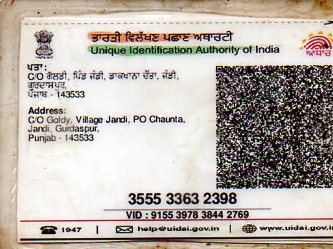 ਭਾਰਤੀ ਵਿਲੱਖਣ ਪਛਾਣ ਅਥਾਰਟੀ
Unique Identification Authority of India
ਆਧਾਰ
ਪਤਾ:
C/O ਗੋਲਡੀ, ਪਿੰਡ ਜੰਡੀ, ਡਾਕਖਾਨਾ ਚੌਂਤਾ, ਜੰਡੀ,
ਗੁਰਦਾਸਪੁਰ,
ਪੰਜਾਬ - 143533
Address:
C/O Goldy, Village Jandi, PO Chaunta,
Jandi, Gurdaspur,
Punjab - 143533
3555 3363 2398
VID : 9155 3978 3844 2769
1947 | help@uidai.gov.in | www.uidai.gov.in